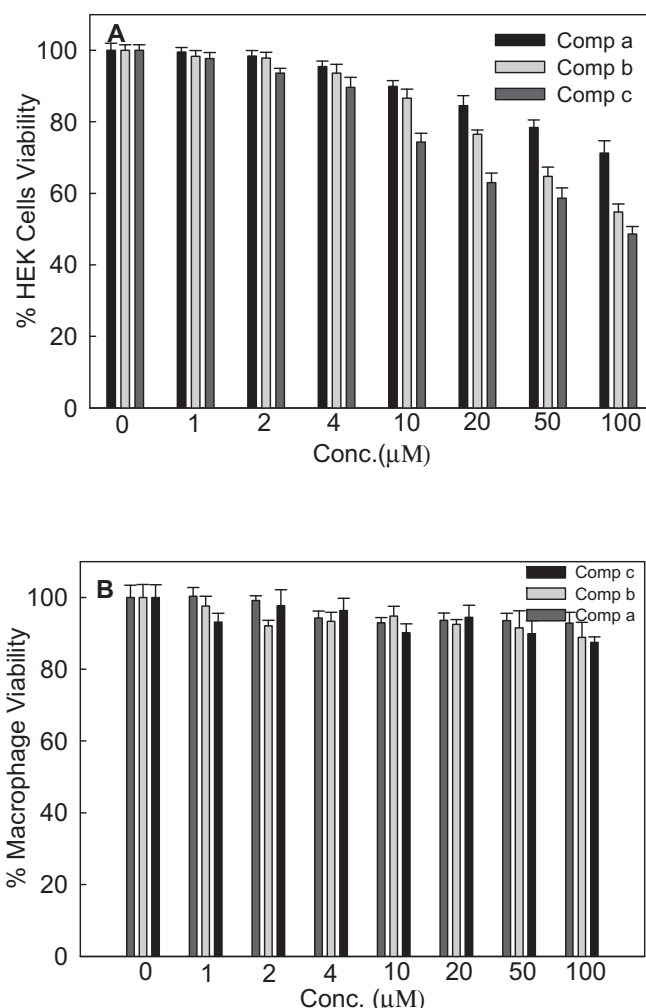 A
Comp a
Comp b
Comp c
% HEK Cells Viability
100
80
60
40
20
0
0 1 2 4 10 20 50 100
Conc.(μM)
B
Comp c
Comp b
Comp a
% Macrophage Viability
100
80
60
40
20
0
0 1 2 4 10 20 50 100
Conc. (μM)